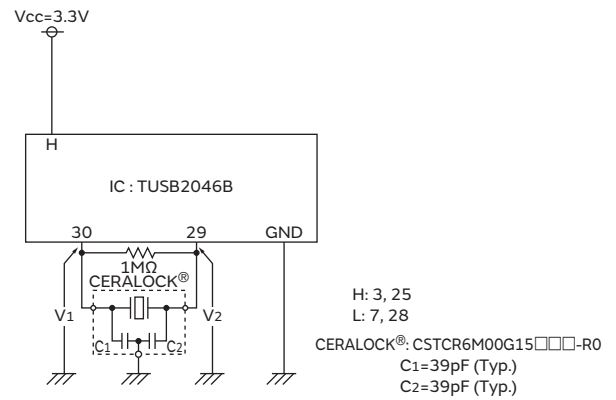 Vcc=3.3V
H
IC : TUSB2046B
30 29 GND
1MΩ
CERALOCK®
V1 V2
C1 C2
H: 3, 25
L: 7, 28
CERALOCK®: CSTCR6M00G15□□□-R0
C1=39pF (Typ.)
C2=39pF (Typ.)